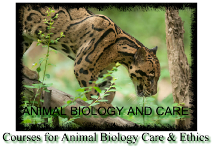 ANIMAL BIOLOGY AND CARE
Courses for Animal Biology Care & Ethics